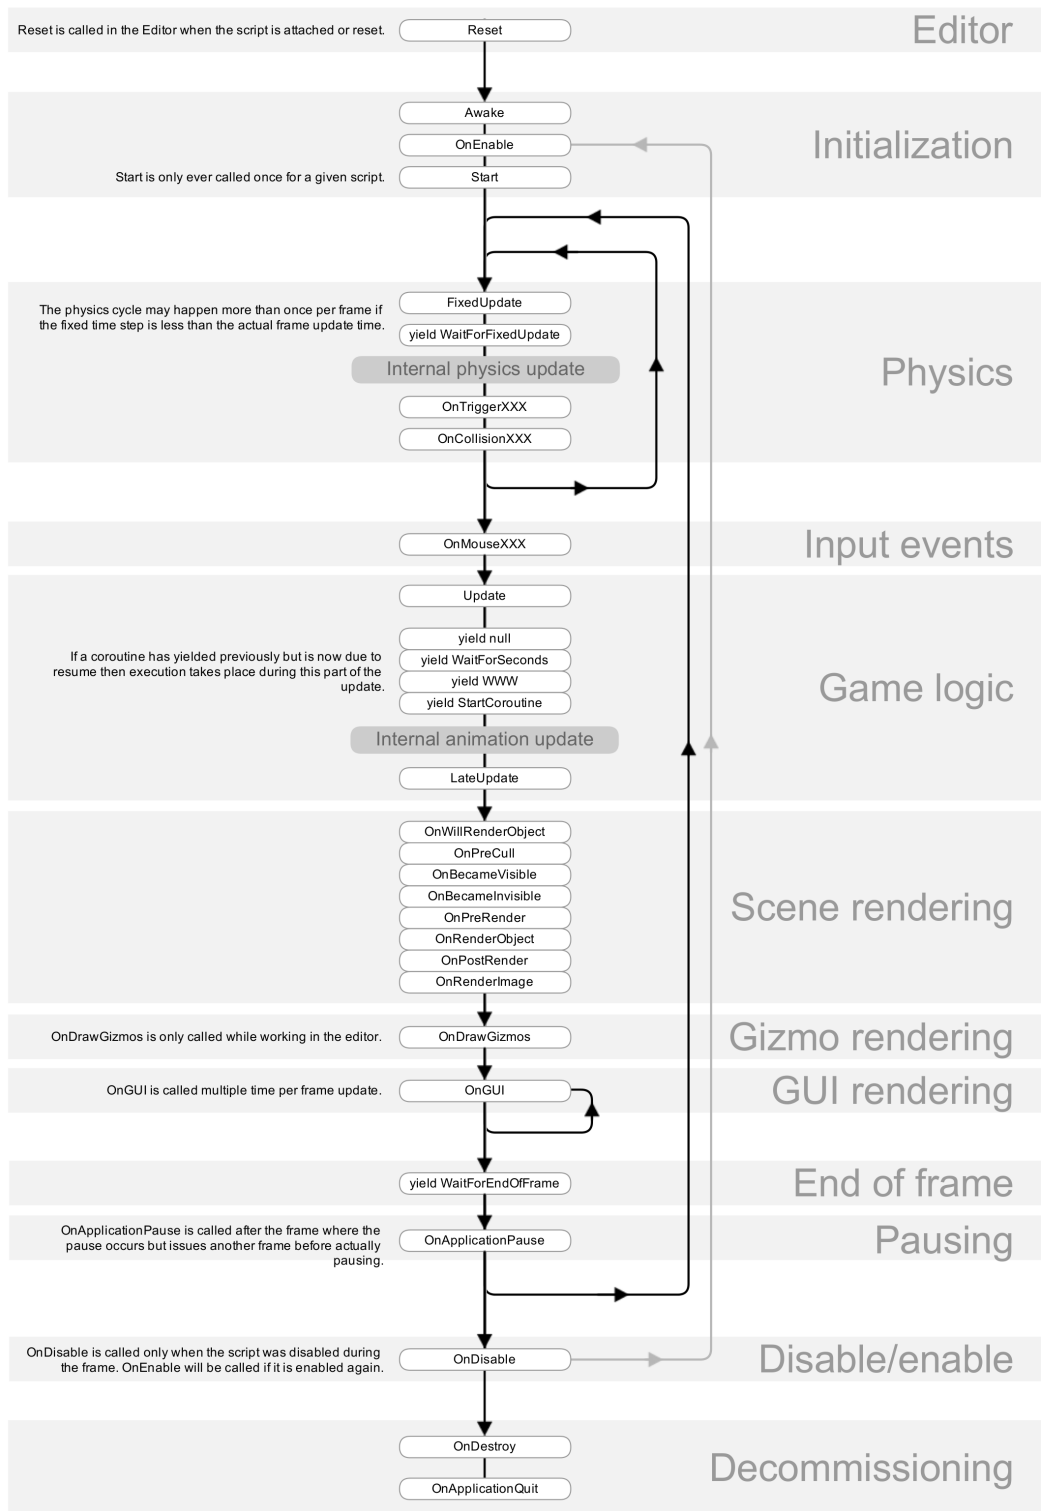 Reset is called in the Editor when the script is attached or reset.
Reset
Editor
Awake
OnEnable
Initialization
Start is only ever called once for a given script.
Start
FixedUpdate
The physics cycle may happen more than once per frame if
the fixed time step is less than the actual frame update time.
yield WaitForFixedUpdate
Internal physics update
Physics
OnTriggerXXX
OnCollisionXXX
OnMouseXXX
Input events
Update
yield null
If a coroutine has yielded previously but is now due to
resume then execution takes place during this part of the
update.
yield WaitForSeconds
yield WWW
yield StartCoroutine
Game logic
Internal animation update
LateUpdate
OnWillRenderObject
OnPreCull
OnBecameVisible
OnBecameInvisible
OnPreRender
OnRenderObject
OnPostRender
OnRenderImage
Scene rendering
OnDrawGizmos is only called while working in the editor.
OnDrawGizmos
Gizmo rendering
OnGUI is called multiple time per frame update.
OnGUI
GUI rendering
yield WaitForEndOfFrame
End of frame
OnApplicationPause is called after the frame where the
pause occurs but issues another frame before actually
pausing.
OnApplicationPause
Pausing
OnDisable is called only when the script was disabled during
the frame. OnEnable will be called if it is enabled again.
OnDisable
Disable/enable
OnDestroy
OnApplicationQuit
Decommissioning